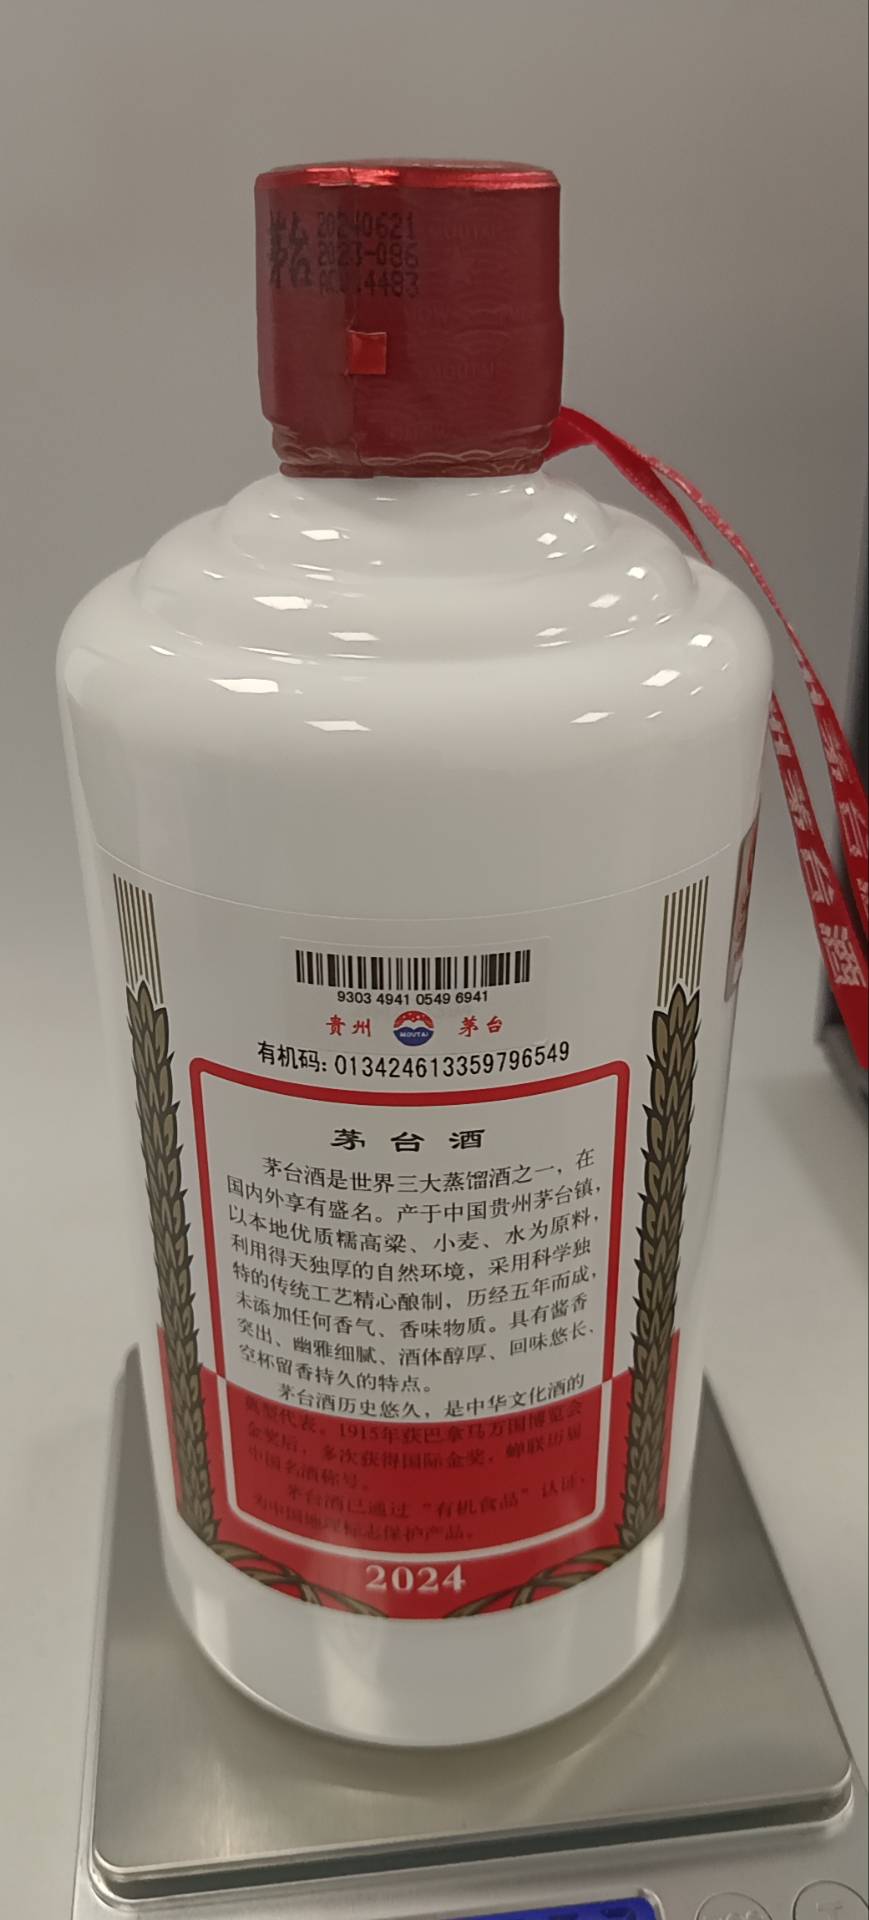 茅台 20240621
2023-086
4483
9303 4941 0549 6941
贵州 MOUTAI 茅台
有机码: 013424613359796549
茅台酒
茅台酒是世界三大蒸馏酒之一，在
国内外享有盛名。产于中国贵州茅台镇，
以本地优质糯高粱、小麦、水为原料，
利用得天独厚的自然环境，采用科学独
特的传统工艺精心酿制，历经五年而成，
未添加任何香气、香味物质。具有酱香
突出、幽雅细腻、酒体醇厚、回味悠长、
空杯留香持久的特点。
茅台酒历史悠久，是中华文化酒的
典型代表。1915年获巴拿马万国博览会
金奖后，多次获得国际金奖，蝉联历届
中国名酒称号。
茅台酒已通过“有机食品”认证，
为中国地理标志保护产品。
2024